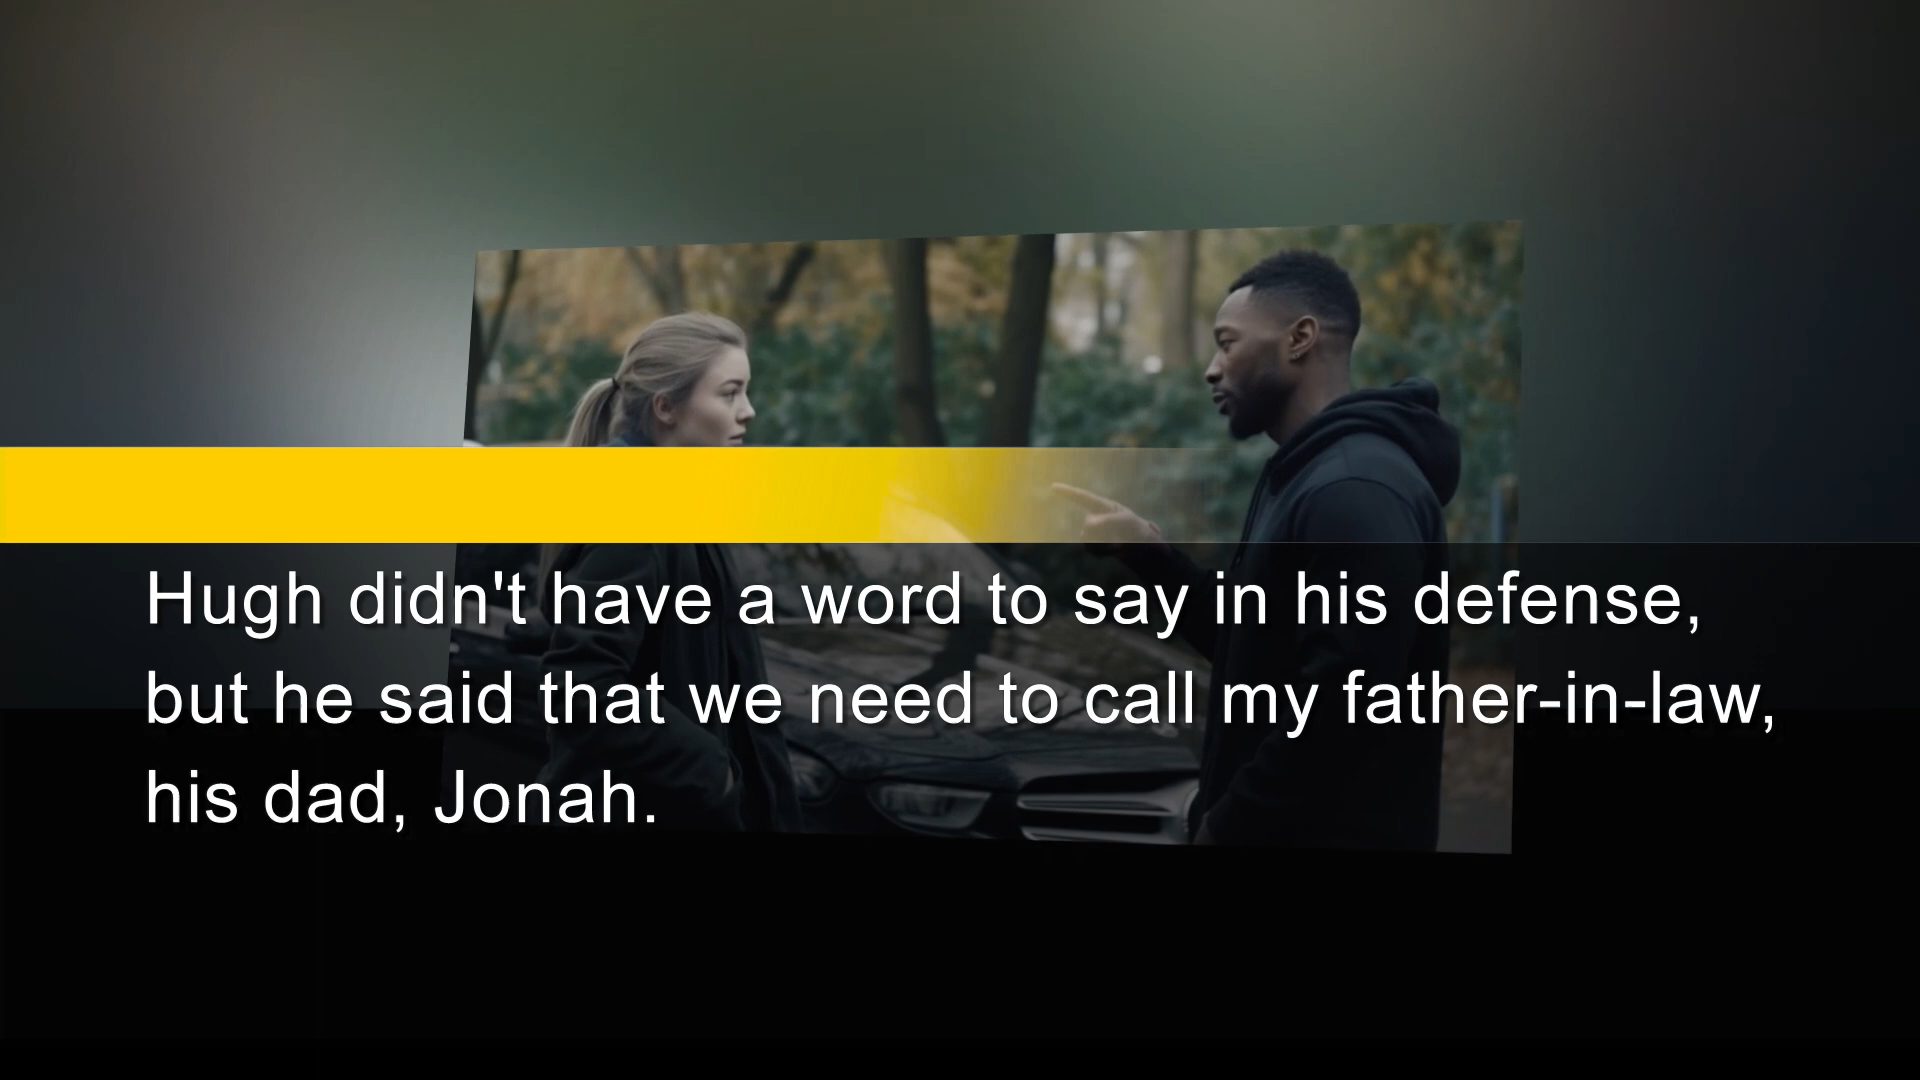 Hugh didn't have a word to say in his defense,
but he said that we need to call my father-in-law,
his dad, Jonah.